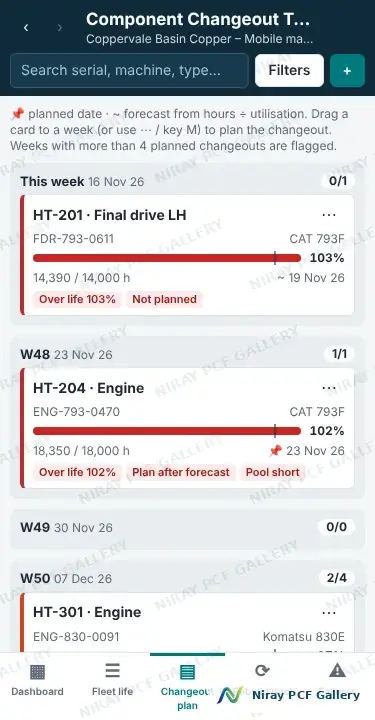 Component Changeout T...
Coppervale Basin Copper – Mobile ma...
Search serial, machine, type...
Filters
+
📌 planned date · ~ forecast from hours ÷ utilisation. Drag a
card to a week (or use ··· / key M) to plan the changeout.
Weeks with more than 4 planned changeouts are flagged.
This week 16 Nov 26 0/1
HT-201 · Final drive LH ···
FDR-793-0611 CAT 793F
103%
14,390 / 14,000 h ~ 19 Nov 26
Over life 103% Not planned
W48 23 Nov 26 1/1
HT-204 · Engine ···
ENG-793-0470 CAT 793F
102%
18,350 / 18,000 h 📌 23 Nov 26
Over life 102% Plan after forecast Pool short
W49 30 Nov 26 0/0
W50 07 Dec 26 2/4
HT-301 · Engine ···
ENG-830-0091 Komatsu 830E
Dashboard
Fleet life
Changeou
plan
Niray PCF Gallery
NIRAY PCF GALLERY